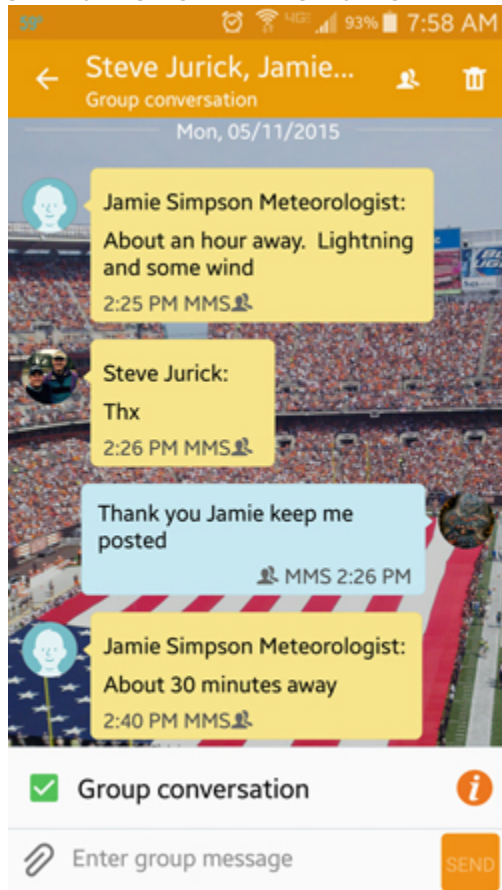 59°
4G 93% 7:58 AM
Steve Jurick, Jamie...
Group conversation
Mon, 05/11/2015
Jamie Simpson Meteorologist:
About an hour away. Lightning
and some wind
2:25 PM MMS
Steve Jurick:
Thx
2:26 PM MMS
Thank you Jamie keep me
posted
MMS 2:26 PM
Jamie Simpson Meteorologist:
About 30 minutes away
2:40 PM MMS
Group conversation
i
Enter group message
SEND